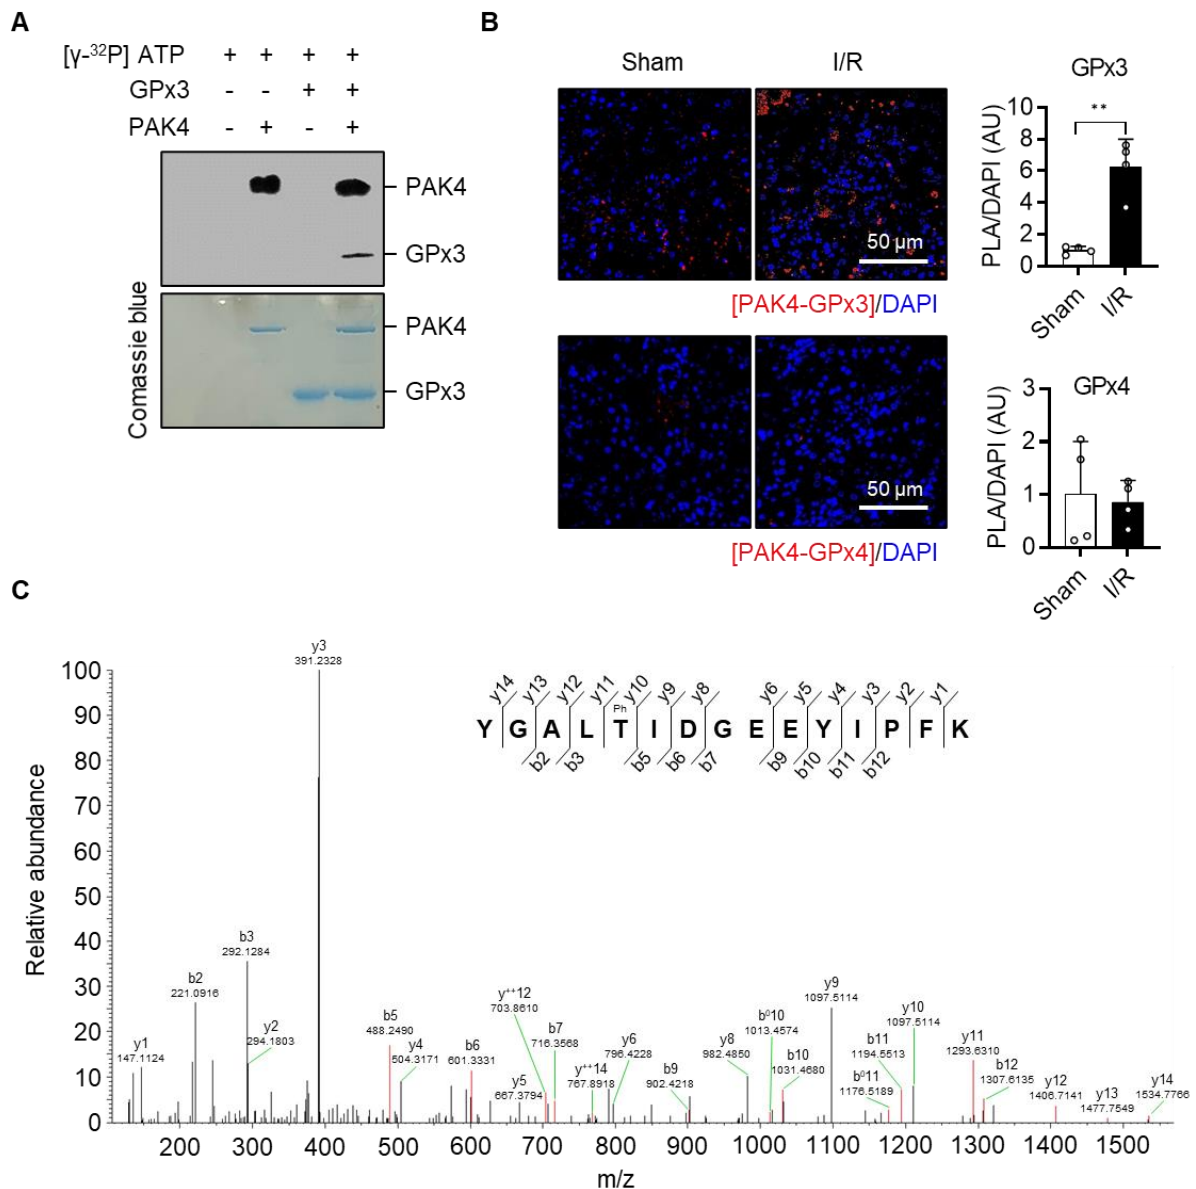 A
[γ-³²P] ATP + + + +
GPx3 - - + +
PAK4 - + - +
PAK4
GPx3
Comassie blue
PAK4
GPx3
B
Sham I/R
50 µm
[PAK4-GPx3]/DAPI
50 µm
[PAK4-GPx4]/DAPI
GPx3
**
PLA/DAPI (AU)
10
8
6
4
2
0
Sham I/R
GPx4
PLA/DAPI (AU)
3
2
1
0
Sham I/R
C
Relative abundance
100
90
80
70
60
50
40
30
20
10
0
y14 y13 y12 y11 y10 y9 y8 y6 y5 y4 y3 y2 y1
Ph
Y G A L T I D G E E Y I P F K
b2 b3 b5 b6 b7 b9 b10 b11 b12
y1
147.1124
b2
221.0916
b3
292.1284
y2
294.1803
y3
391.2328
b5
488.2490
y4
504.3171
b6
601.3331
y5
667.3794
y⁺⁺12
703.8610
b7
716.3568
y⁺⁺14
767.8918
y6
796.4228
b9
902.4218
y8
982.4850
b⁰10
1013.4574
b10
1031.4680
y9
1097.5114
b⁰11
1176.5189
b11
1194.5513
y10
1097.5114
y11
1293.6310
b12
1307.6135
y12
1406.7141
y13
1477.7549
y14
1534.7766
200 300 400 500 600 700 800 900 1000 1100 1200 1300 1400 1500
m/z